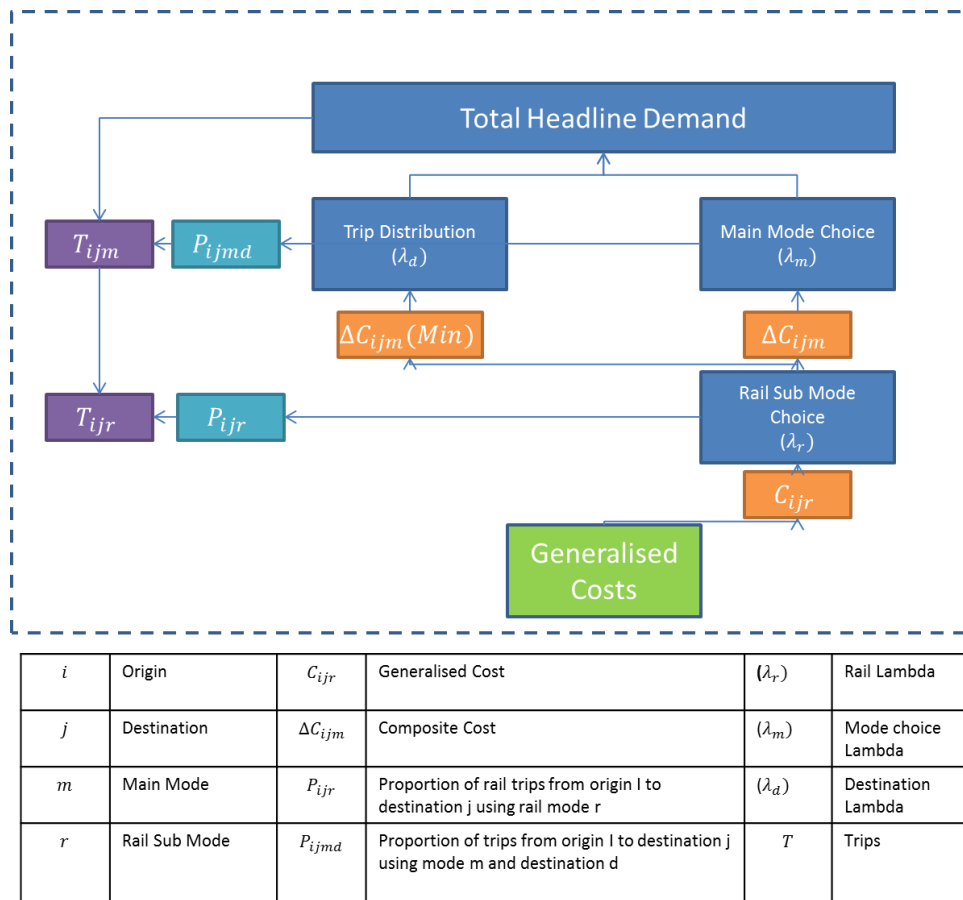 Total Headline Demand
Trip Distribution
(λ_d)
Main Mode Choice
(λ_m)
T_ijm
P_ijmd
ΔC_ijm(Min)
ΔC_ijm
Rail Sub Mode
Choice
(λ_r)
T_ijr
P_ijr
C_ijr
Generalised
Costs
i Origin C_ijr Generalised Cost (λ_r) Rail Lambda
j Destination ΔC_ijm Composite Cost (λ_m) Mode choice
Lambda
m Main Mode P_ijr Proportion of rail trips from origin I to (λ_d) Destination
destination j using rail mode r Lambda
r Rail Sub Mode P_ijmd Proportion of trips from origin I to destination j T Trips
using mode m and destination d